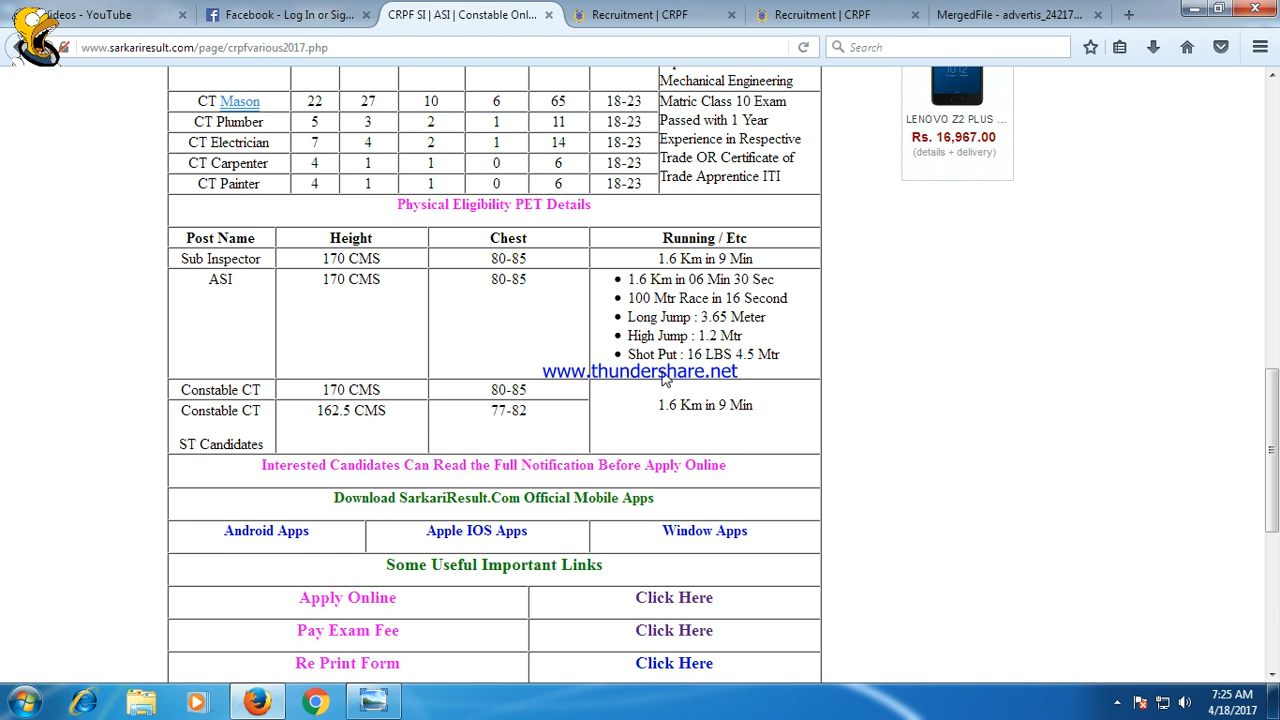 Videos - YouTube
Facebook - Log In or Sig...
CRPF SI | ASI | Constable Onl...
Recruitment | CRPF
Recruitment | CRPF
MergedFile - advertis_24217...
www.sarkariresult.com/page/crpfvarious2017.php
Search
Mechanical Engineering
CT Mason 22 27 10 6 65 18-23
CT Plumber 5 3 2 1 11 18-23
CT Electrician 7 4 2 1 14 18-23
CT Carpenter 4 1 1 0 6 18-23
CT Painter 4 1 1 0 6 18-23
Matric Class 10 Exam
Passed with 1 Year
Experience in Respective
Trade OR Certificate of
Trade Apprentice ITI
LENOVO Z2 PLUS ...
Rs. 16,967.00
(details + delivery)
Physical Eligibility PET Details
Post Name Height Chest Running / Etc
Sub Inspector 170 CMS 80-85 1.6 Km in 9 Min
ASI 170 CMS 80-85
1.6 Km in 06 Min 30 Sec
100 Mtr Race in 16 Second
Long Jump : 3.65 Meter
High Jump : 1.2 Mtr
Shot Put : 16 LBS 4.5 Mtr
www.thundershare.net
Constable CT 170 CMS 80-85
1.6 Km in 9 Min
Constable CT 162.5 CMS 77-82
ST Candidates
Interested Candidates Can Read the Full Notification Before Apply Online
Download SarkariResult.Com Official Mobile Apps
Android Apps Apple IOS Apps Window Apps
Some Useful Important Links
Apply Online Click Here
Pay Exam Fee Click Here
Re Print Form Click Here
7:25 AM
4/18/2017